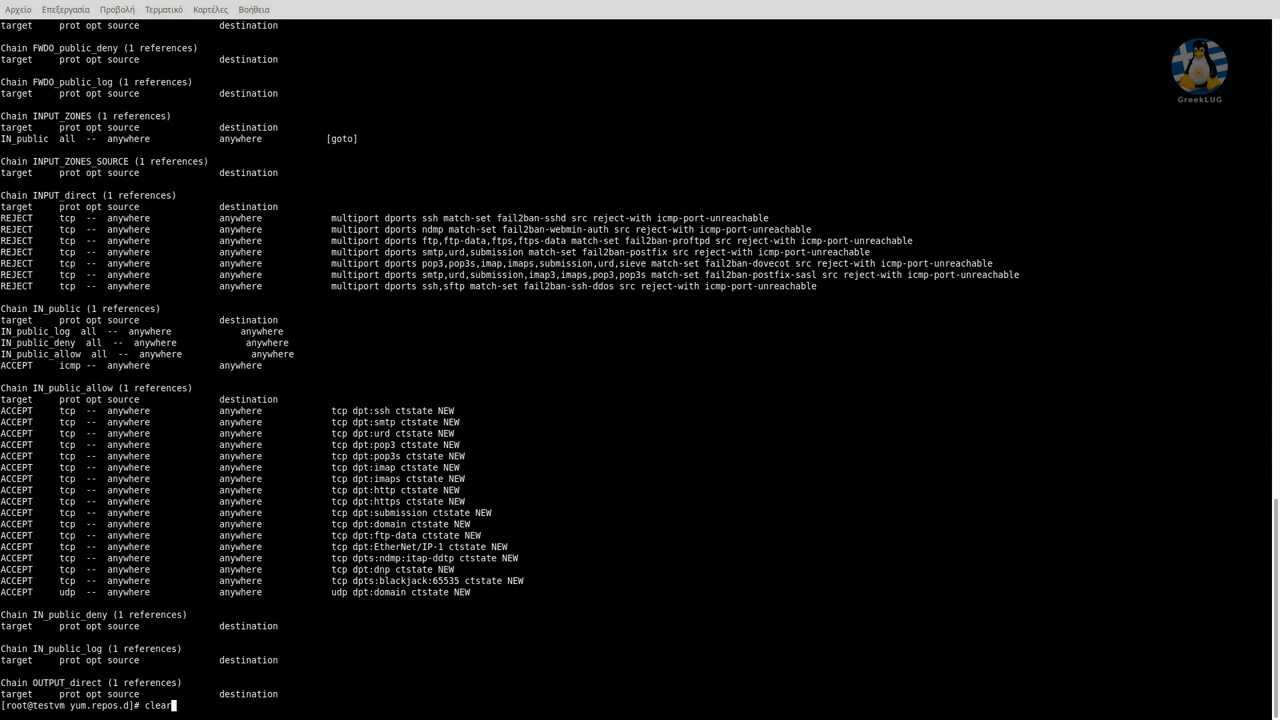 Αρχείο Επεξεργασία Προβολή Τερματικό Καρτέλες Βοήθεια
target prot opt source destination
Chain FWDO_public_deny (1 references)
target prot opt source destination
Chain FWDO_public_log (1 references)
target prot opt source destination
Chain INPUT_ZONES (1 references)
target prot opt source destination
IN_public all -- anywhere anywhere [goto]
Chain INPUT_ZONES_SOURCE (1 references)
target prot opt source destination
Chain INPUT_direct (1 references)
target prot opt source destination
REJECT tcp -- anywhere anywhere multiport dports ssh match-set fail2ban-sshd src reject-with icmp-port-unreachable
REJECT tcp -- anywhere anywhere multiport dports ndmp match-set fail2ban-webmin-auth src reject-with icmp-port-unreachable
REJECT tcp -- anywhere anywhere multiport dports ftp,ftp-data,ftps,ftps-data match-set fail2ban-proftpd src reject-with icmp-port-unreachable
REJECT tcp -- anywhere anywhere multiport dports smtp,urd,submission match-set fail2ban-postfix src reject-with icmp-port-unreachable
REJECT tcp -- anywhere anywhere multiport dports pop3,pop3s,imap,imaps,submission,urd,sieve match-set fail2ban-dovecot src reject-with icmp-port-unreachable
REJECT tcp -- anywhere anywhere multiport dports smtp,urd,submission,imap3,imaps,pop3,pop3s match-set fail2ban-postfix-sasl src reject-with icmp-port-unreachable
REJECT tcp -- anywhere anywhere multiport dports ssh,sftp match-set fail2ban-ssh-ddos src reject-with icmp-port-unreachable
Chain IN_public (1 references)
target prot opt source destination
IN_public_log all -- anywhere anywhere
IN_public_deny all -- anywhere anywhere
IN_public_allow all -- anywhere anywhere
ACCEPT icmp -- anywhere anywhere
Chain IN_public_allow (1 references)
target prot opt source destination
ACCEPT tcp -- anywhere anywhere tcp dpt:ssh ctstate NEW
ACCEPT tcp -- anywhere anywhere tcp dpt:smtp ctstate NEW
ACCEPT tcp -- anywhere anywhere tcp dpt:urd ctstate NEW
ACCEPT tcp -- anywhere anywhere tcp dpt:pop3 ctstate NEW
ACCEPT tcp -- anywhere anywhere tcp dpt:pop3s ctstate NEW
ACCEPT tcp -- anywhere anywhere tcp dpt:imap ctstate NEW
ACCEPT tcp -- anywhere anywhere tcp dpt:imaps ctstate NEW
ACCEPT tcp -- anywhere anywhere tcp dpt:http ctstate NEW
ACCEPT tcp -- anywhere anywhere tcp dpt:https ctstate NEW
ACCEPT tcp -- anywhere anywhere tcp dpt:submission ctstate NEW
ACCEPT tcp -- anywhere anywhere tcp dpt:domain ctstate NEW
ACCEPT tcp -- anywhere anywhere tcp dpt:ftp-data ctstate NEW
ACCEPT tcp -- anywhere anywhere tcp dpt:EtherNet/IP-1 ctstate NEW
ACCEPT tcp -- anywhere anywhere tcp dpts:ndmp:itap-ddtp ctstate NEW
ACCEPT tcp -- anywhere anywhere tcp dpt:dnp ctstate NEW
ACCEPT tcp -- anywhere anywhere tcp dpts:blackjack:65535 ctstate NEW
ACCEPT udp -- anywhere anywhere udp dpt:domain ctstate NEW
Chain IN_public_deny (1 references)
target prot opt source destination
Chain IN_public_log (1 references)
target prot opt source destination
Chain OUTPUT_direct (1 references)
target prot opt source destination
[root@testvm yum.repos.d]# clear
GreekLUG